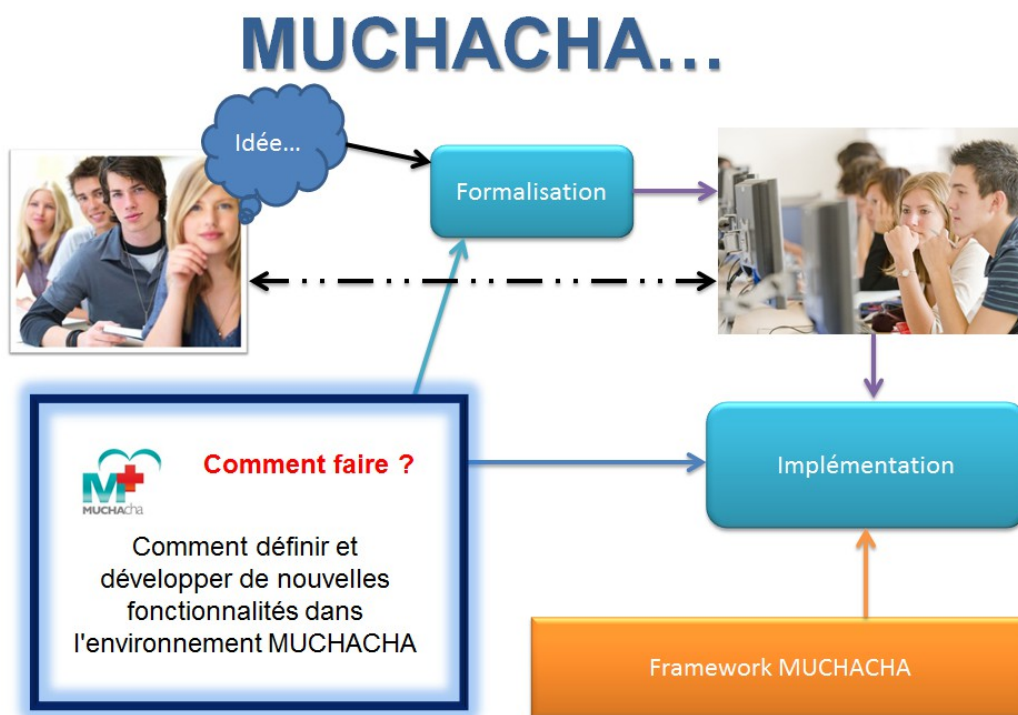 MUCHACHA...
Idée...
Formalisation
Comment faire ?
M
MUCHAcha
Comment définir et
développer de nouvelles
fonctionnalités dans
l'environnement MUCHACHA
Implémentation
Framework MUCHACHA